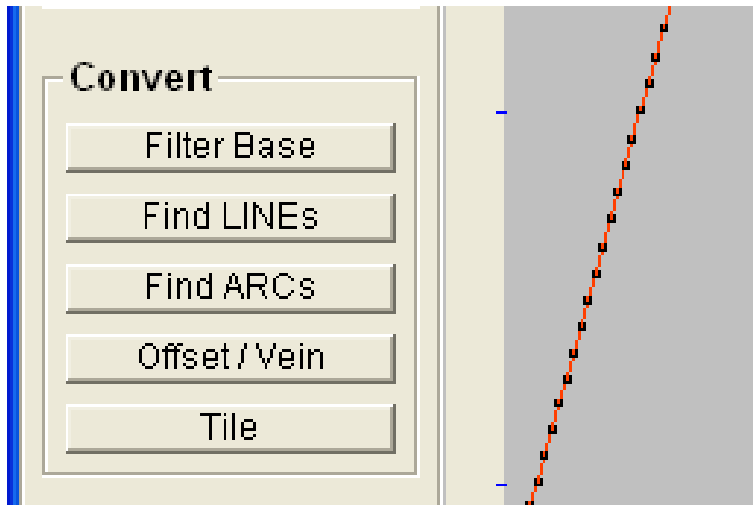 Convert
Filter Base
Find LINEs
Find ARCs
Offset / Vein
Tile